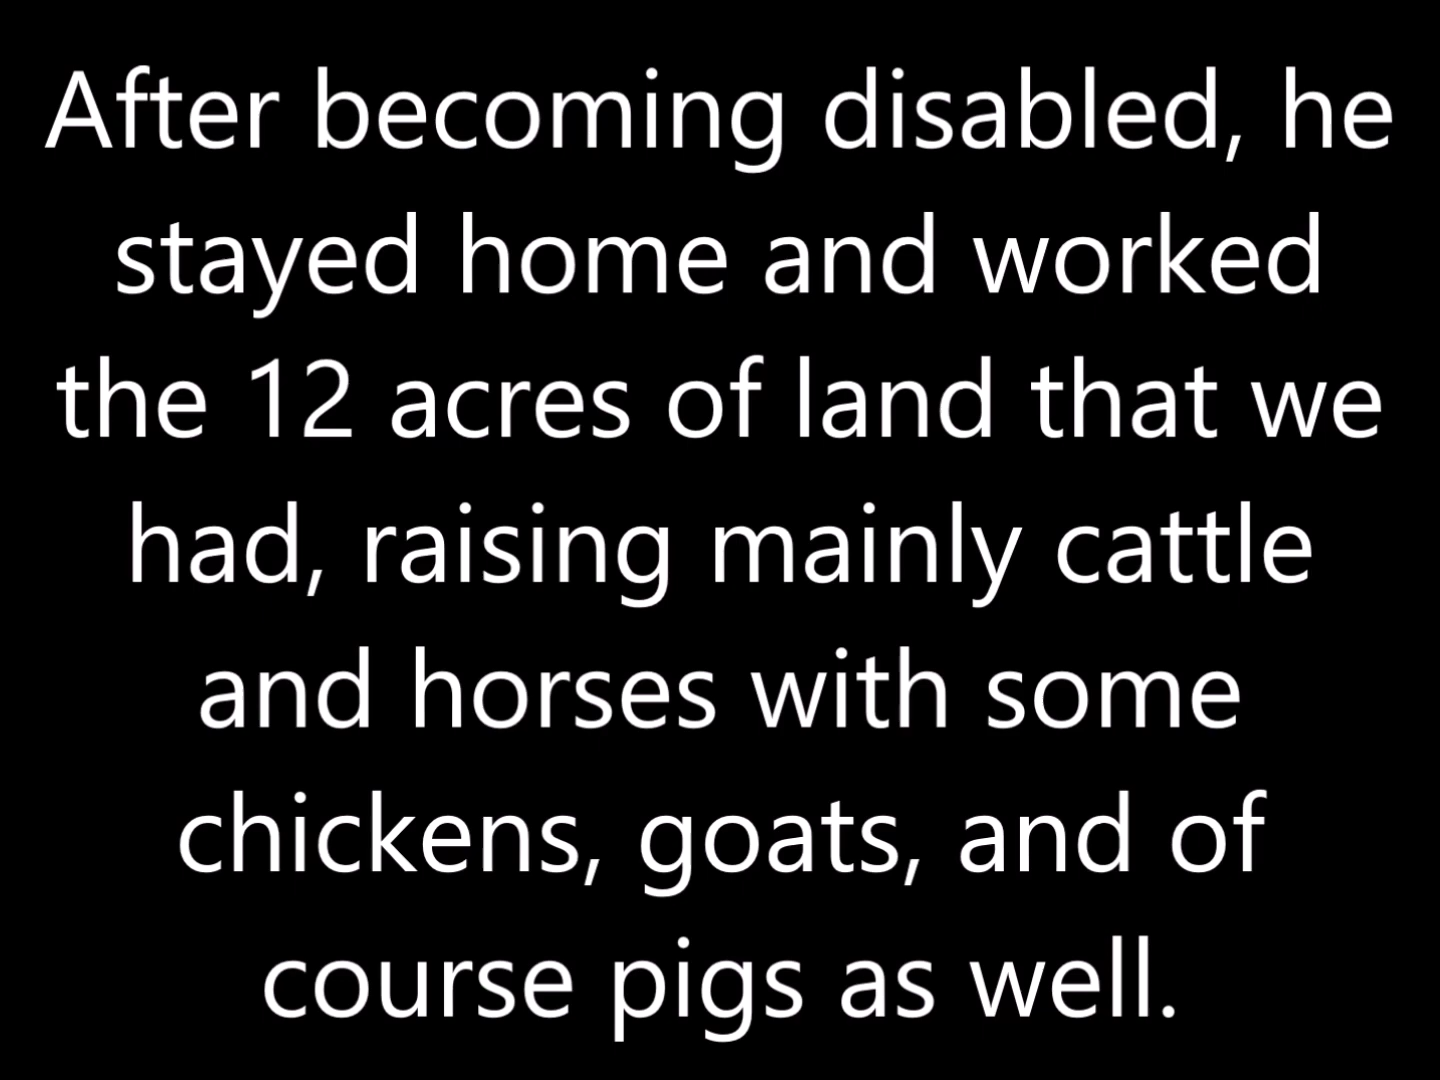 After becoming disabled, he
stayed home and worked
the 12 acres of land that we
had, raising mainly cattle
and horses with some
chickens, goats, and of
course pigs as well.